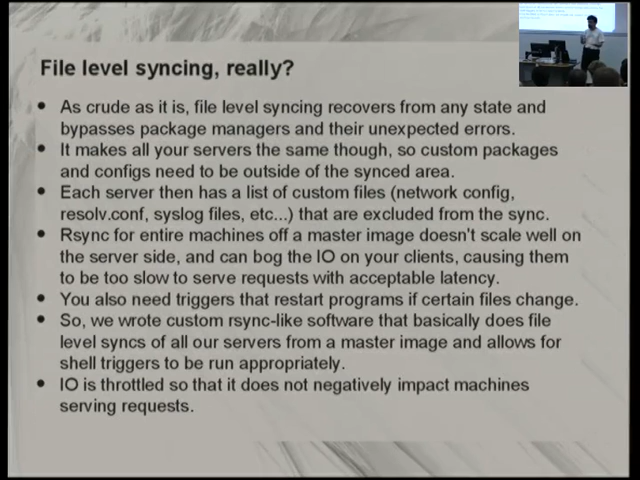 File level syncing, really?
• As crude as it is, file level syncing recovers from any state and
bypasses package managers and their unexpected errors.
• It makes all your servers the same though, so custom packages
and configs need to be outside of the synced area.
• Each server then has a list of custom files (network config,
resolv.conf, syslog files, etc...) that are excluded from the sync.
• Rsync for entire machines off a master image doesn't scale well on
the server side, and can bog the IO on your clients, causing them
to be too slow to serve requests with acceptable latency.
• You also need triggers that restart programs if certain files change.
• So, we wrote custom rsync-like software that basically does file
level syncs of all our servers from a master image and allows for
shell triggers to be run appropriately.
• IO is throttled so that it does not negatively impact machines
serving requests.